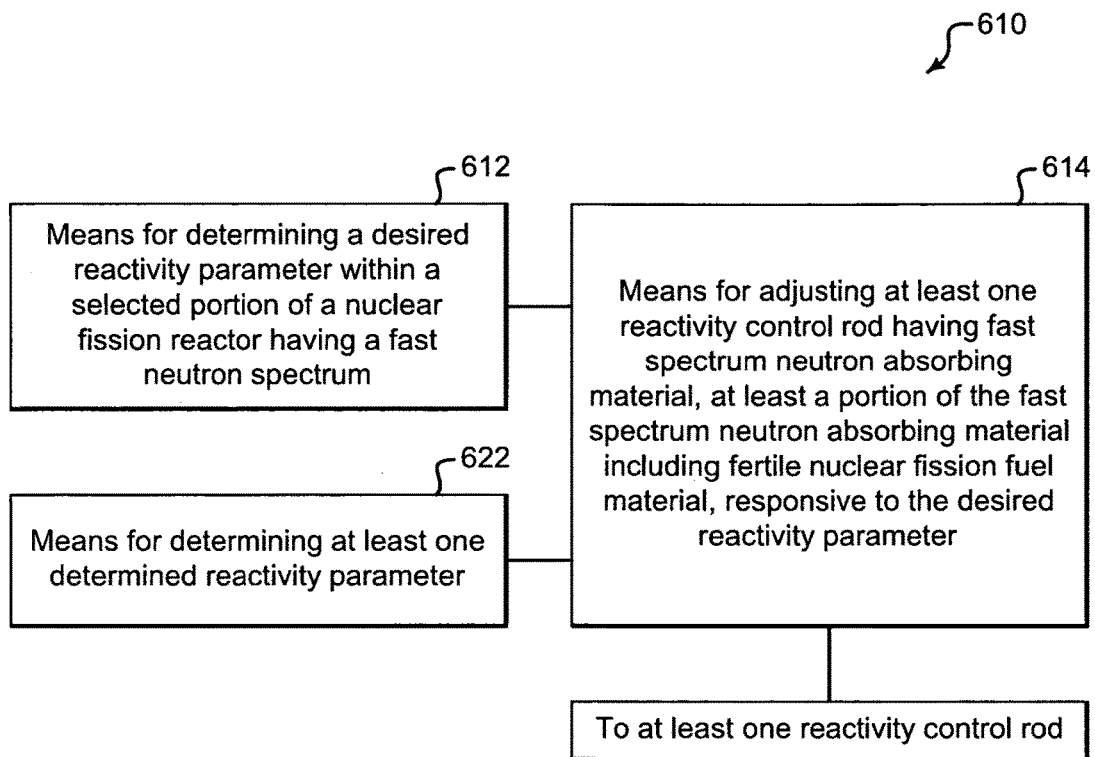 610
612
Means for determining a desired
reactivity parameter within a
selected portion of a nuclear
fission reactor having a fast
neutron spectrum
614
Means for adjusting at least one
reactivity control rod having fast
spectrum neutron absorbing
material, at least a portion of the fast
spectrum neutron absorbing material
including fertile nuclear fission fuel
material, responsive to the desired
reactivity parameter
622
Means for determining at least one
determined reactivity parameter
To at least one reactivity control rod